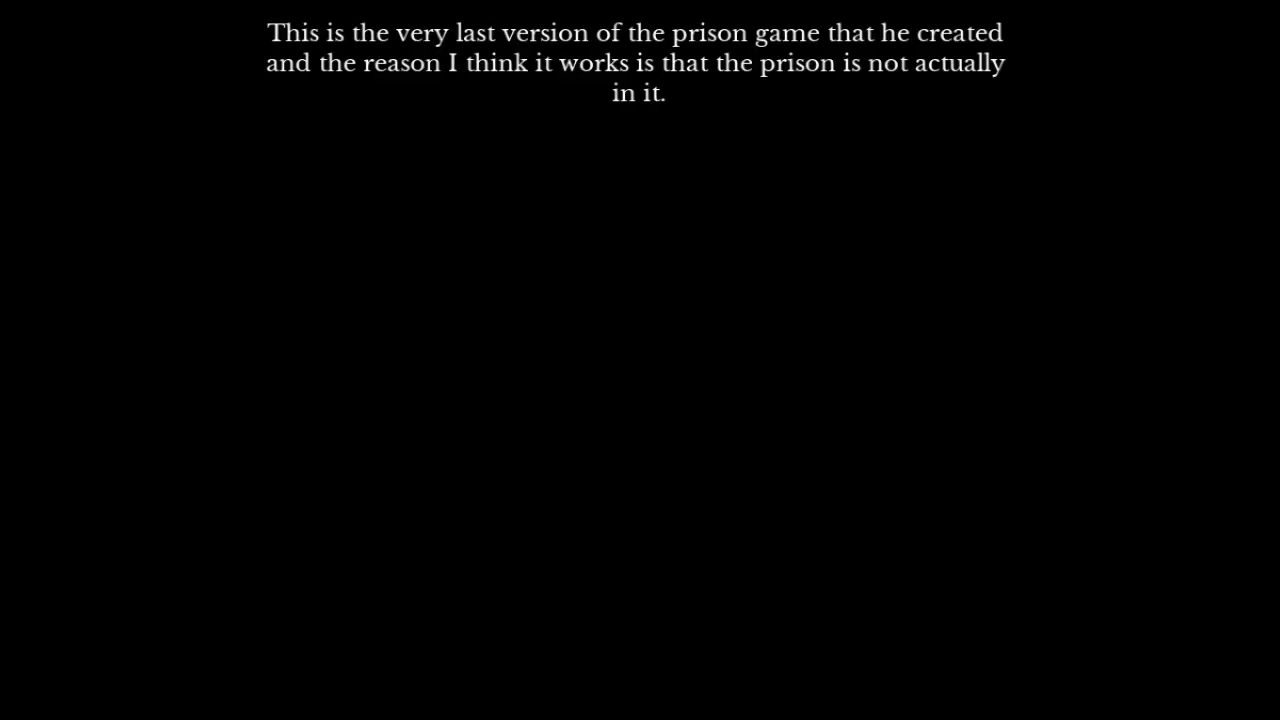 This is the very last version of the prison game that he created
and the reason I think it works is that the prison is not actually
in it.